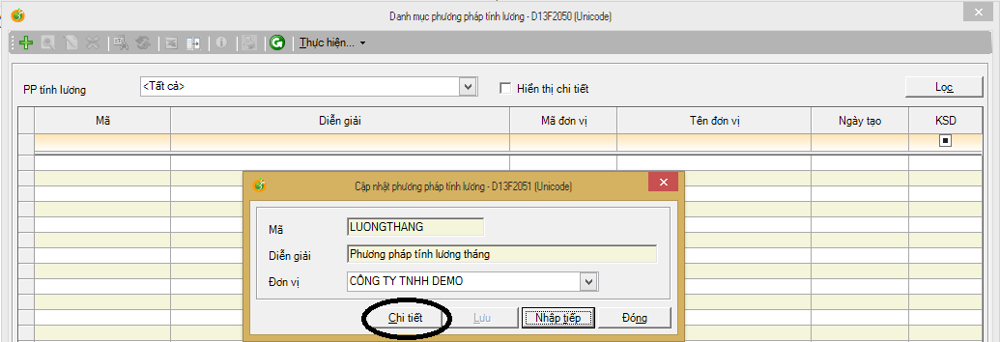 Danh mục phương pháp tính lương - D13F2050 (Unicode)
Thực hiện...
PP tính lương <Tất cả> Hiển thị chi tiết Lọc
Mã Diễn giải Mã đơn vị Tên đơn vị Ngày tạo KSD
Cập nhật phương pháp tính lương - D13F2051 (Unicode)
Mã LUONGTHANG
Diễn giải Phương pháp tính lương tháng
Đơn vị CÔNG TY TNHH DEMO
Chi tiết Lưu Nhập tiếp Đóng